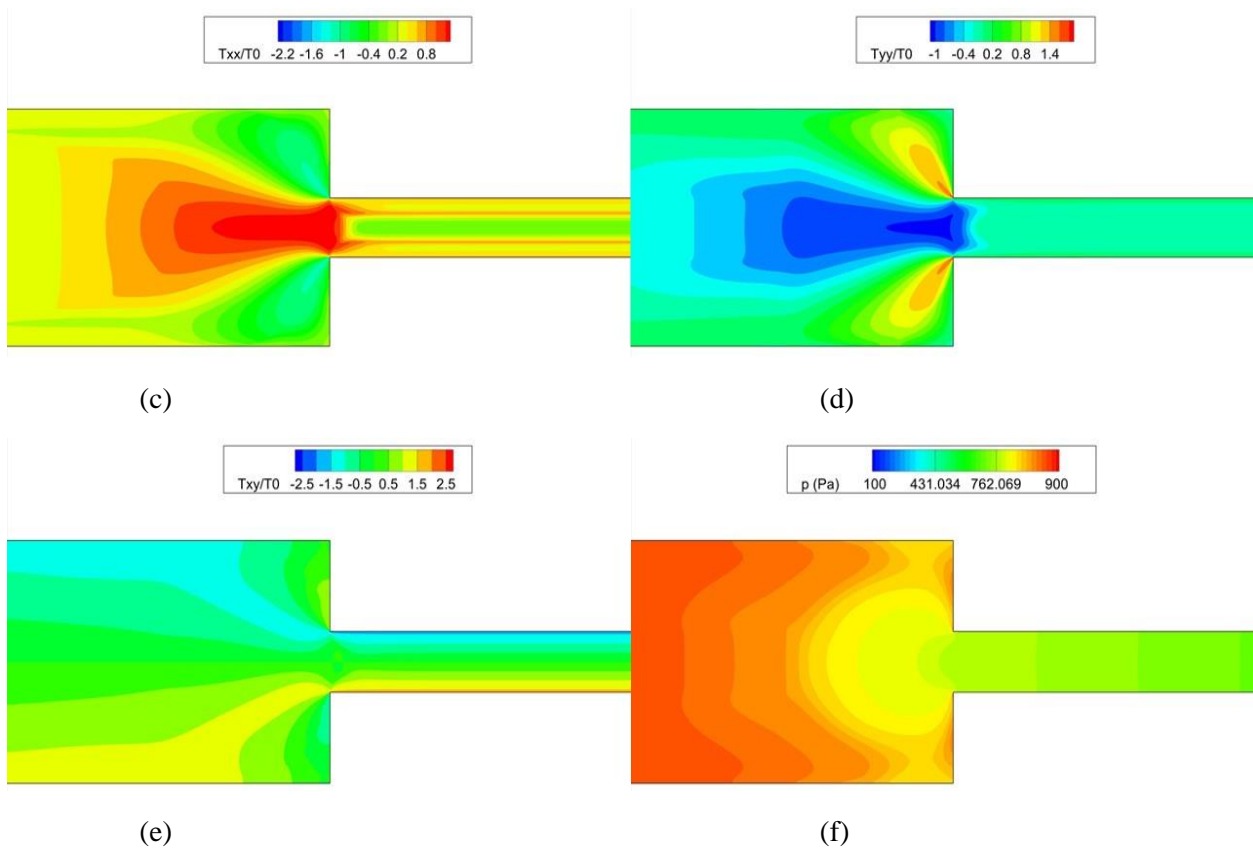 Txx/T0 -2.2 -1.6 -1 -0.4 0.2 0.8
Tyy/T0 -1 -0.4 0.2 0.8 1.4
(c)
(d)
Txy/T0 -2.5 -1.5 -0.5 0.5 1.5 2.5
p (Pa) 100 431.034 762.069 900
(e)
(f)